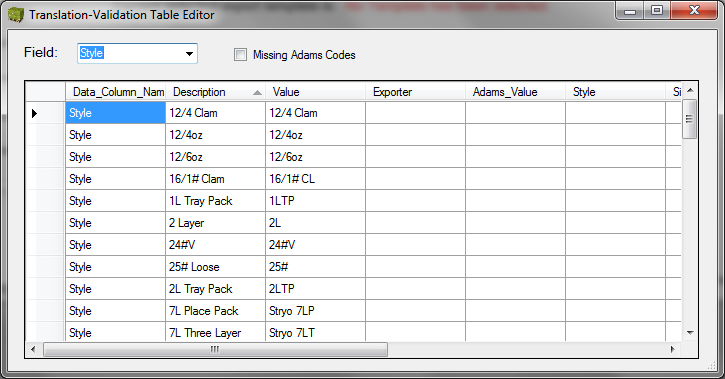 Translation-Validation Table Editor
Field: Style Missing Adams Codes
Data_Column_Nam Description Value Exporter Adams_Value Style Si
Style 12/4 Clam 12/4 Clam
Style 12/4oz 12/4oz
Style 12/6oz 12/6oz
Style 16/1# Clam 16/1# CL
Style 1L Tray Pack 1LTP
Style 2 Layer 2L
Style 24#V 24#V
Style 25# Loose 25#
Style 2L Tray Pack 2LTP
Style 7L Place Pack Stryo 7LP
Style 7L Three Layer Stryo 7LT